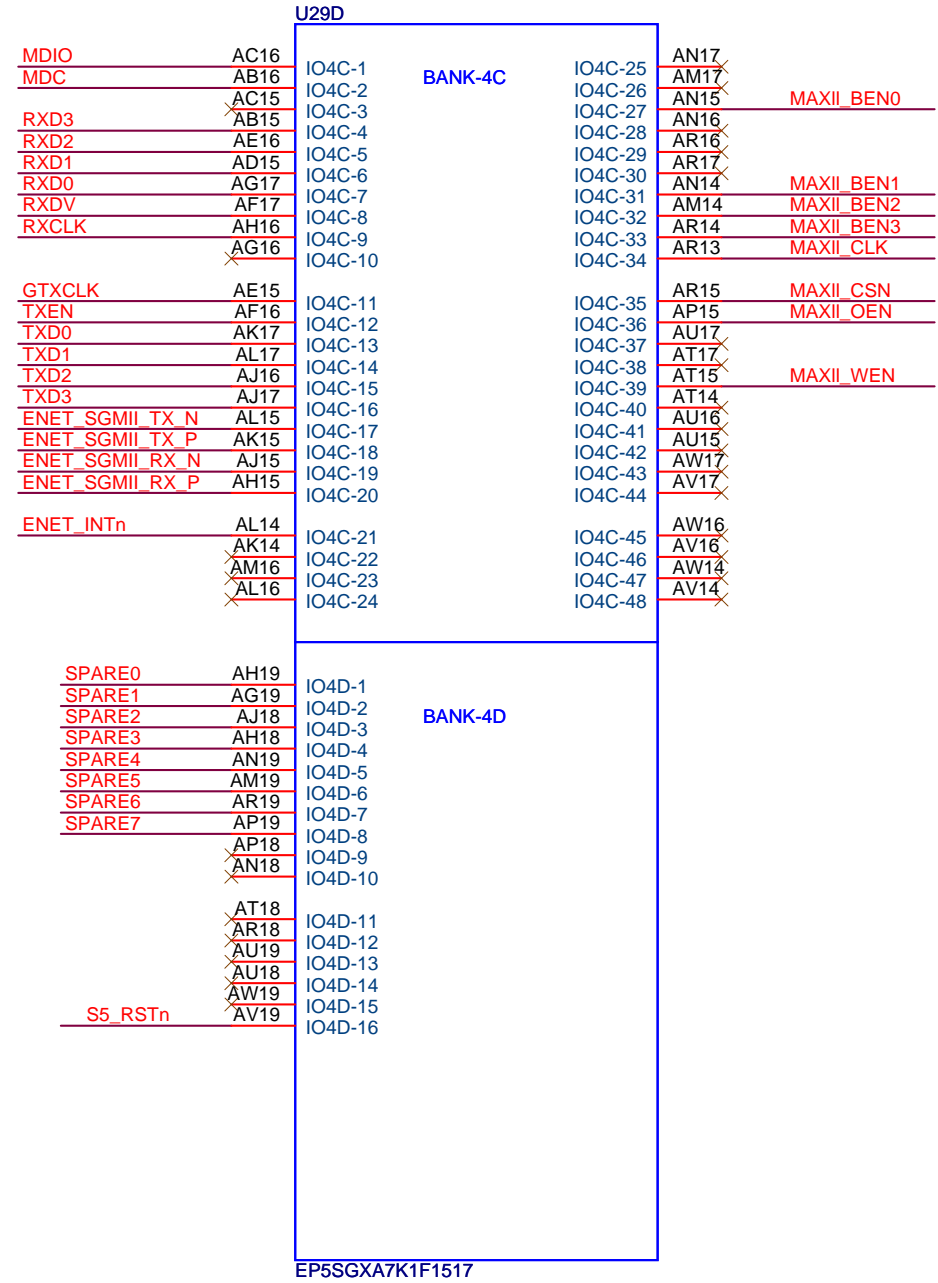 U29D
MDIO AC16 IO4C-1 BANK-4C IO4C-25 AN17
MDC AB16 IO4C-2 IO4C-26 AM17
AC15 IO4C-3 IO4C-27 AN15 MAXII_BEN0
RXD3 AB15 IO4C-4 IO4C-28 AN16
RXD2 AE16 IO4C-5 IO4C-29 AR16
RXD1 AD15 IO4C-6 IO4C-30 AR17
RXD0 AG17 IO4C-7 IO4C-31 AN14 MAXII_BEN1
RXDV AF17 IO4C-8 IO4C-32 AM14 MAXII_BEN2
RXCLK AH16 IO4C-9 IO4C-33 AR14 MAXII_BEN3
AG16 IO4C-10 IO4C-34 AR13 MAXII_CLK
GTXCLK AE15 IO4C-11 IO4C-35 AR15 MAXII_CSN
TXEN AF16 IO4C-12 IO4C-36 AP15 MAXII_OEN
TXD0 AK17 IO4C-13 IO4C-37 AU17
TXD1 AL17 IO4C-14 IO4C-38 AT17
TXD2 AJ16 IO4C-15 IO4C-39 AT15 MAXII_WEN
TXD3 AJ17 IO4C-16 IO4C-40 AT14
ENET_SGMII_TX_N AL15 IO4C-17 IO4C-41 AU16
ENET_SGMII_TX_P AK15 IO4C-18 IO4C-42 AU15
ENET_SGMII_RX_N AJ15 IO4C-19 IO4C-43 AW17
ENET_SGMII_RX_P AH15 IO4C-20 IO4C-44 AV17
ENET_INTn AL14 IO4C-21 IO4C-45 AW16
AK14 IO4C-22 IO4C-46 AV16
AM16 IO4C-23 IO4C-47 AW14
AL16 IO4C-24 IO4C-48 AV14
SPARE0 AH19 IO4D-1
SPARE1 AG19 IO4D-2 BANK-4D
SPARE2 AJ18 IO4D-3
SPARE3 AH18 IO4D-4
SPARE4 AN19 IO4D-5
SPARE5 AM19 IO4D-6
SPARE6 AR19 IO4D-7
SPARE7 AP19 IO4D-8
AP18 IO4D-9
AN18 IO4D-10
AT18 IO4D-11
AR18 IO4D-12
AU19 IO4D-13
AU18 IO4D-14
AW19 IO4D-15
S5_RSTn AV19 IO4D-16
EP5SGXA7K1F1517